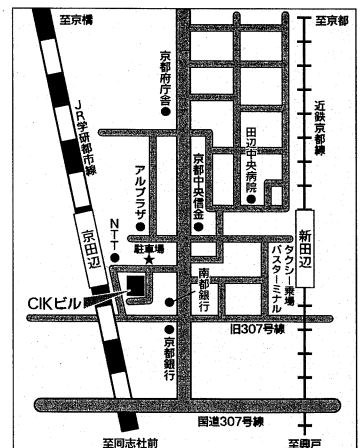 至京橋
至京都
京都府庁舎
JR学研都市線
近鉄京都線
田辺中央病院
京都中央信金
アルプラザ
NTT
駐車場
京田辺
新田辺
タクシー乗場
バスターミナル
南都銀行
CIKビル
旧307号線
京都銀行
国道307号線
至同志社前
至興戸